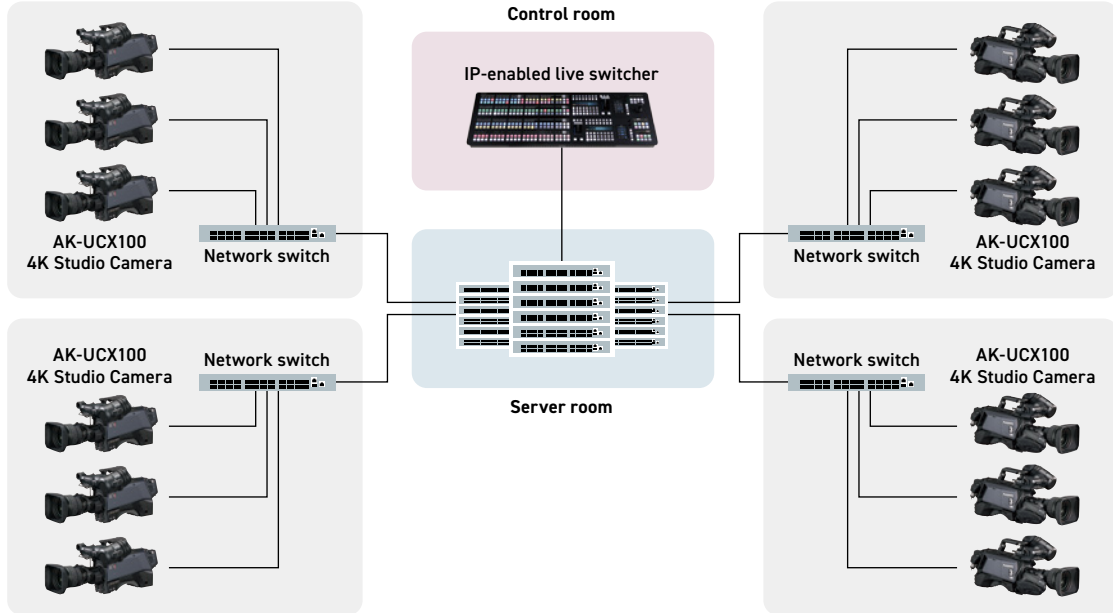 Control room
IP-enabled live switcher
AK-UCX100
4K Studio Camera
Network switch
Network switch
AK-UCX100
4K Studio Camera
AK-UCX100
4K Studio Camera
Network switch
Server room
Network switch
AK-UCX100
4K Studio Camera